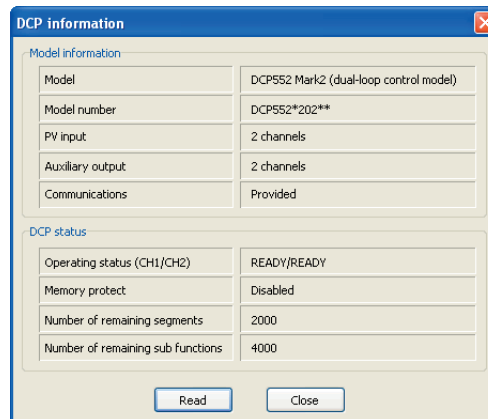 DCP information
Model information
Model DCP552 Mark2 (dual-loop control model)
Model number DCP552*202**
PV input 2 channels
Auxiliary output 2 channels
Communications Provided
DCP status
Operating status (CH1/CH2) READY/READY
Memory protect Disabled
Number of remaining segments 2000
Number of remaining sub functions 4000
Read Close